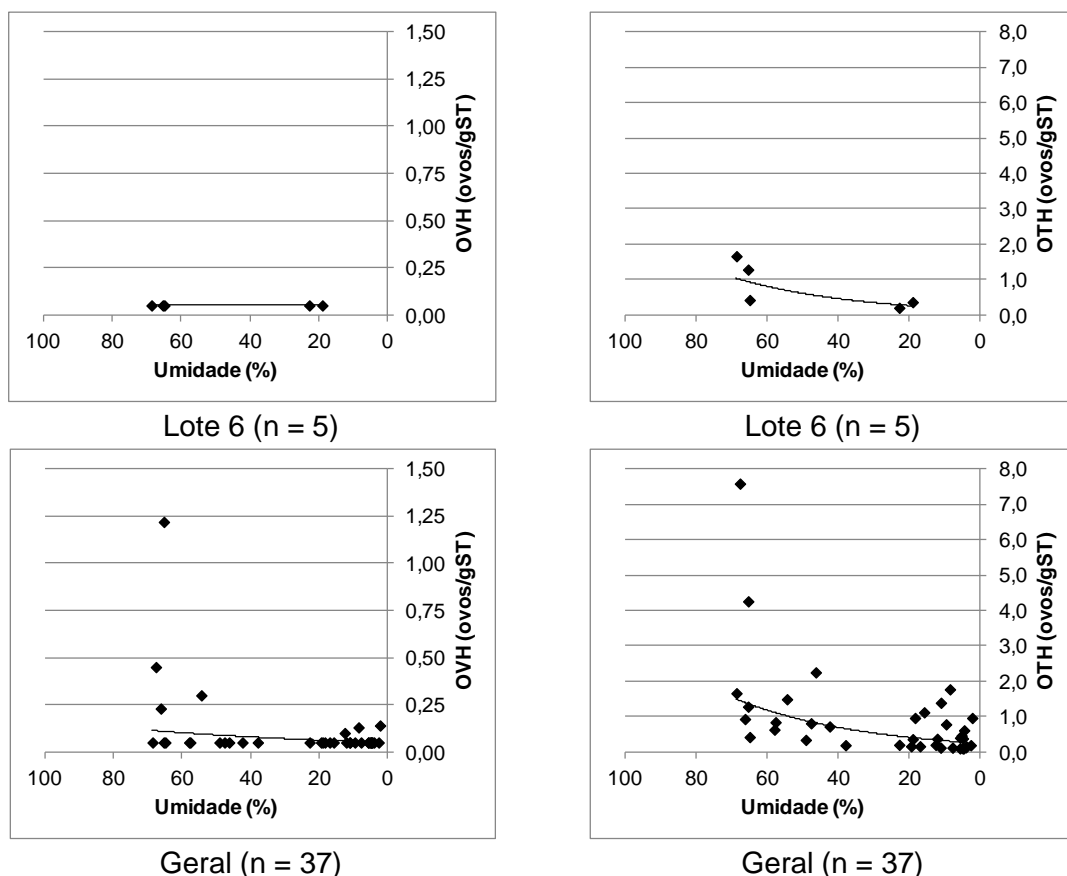 1,50
1,25
1,00
0,75
0,50
0,25
0,00
OVH (ovos/gST)
100 80 60 40 20 0
Umidade (%)
Lote 6 (n = 5)
8,0
7,0
6,0
5,0
4,0
3,0
2,0
1,0
0,0
OTH (ovos/gST)
100 80 60 40 20 0
Umidade (%)
Lote 6 (n = 5)
1,50
1,25
1,00
0,75
0,50
0,25
0,00
OVH (ovos/gST)
100 80 60 40 20 0
Umidade (%)
Geral (n = 37)
8,0
7,0
6,0
5,0
4,0
3,0
2,0
1,0
0,0
OTH (ovos/gST)
100 80 60 40 20 0
Umidade (%)
Geral (n = 37)